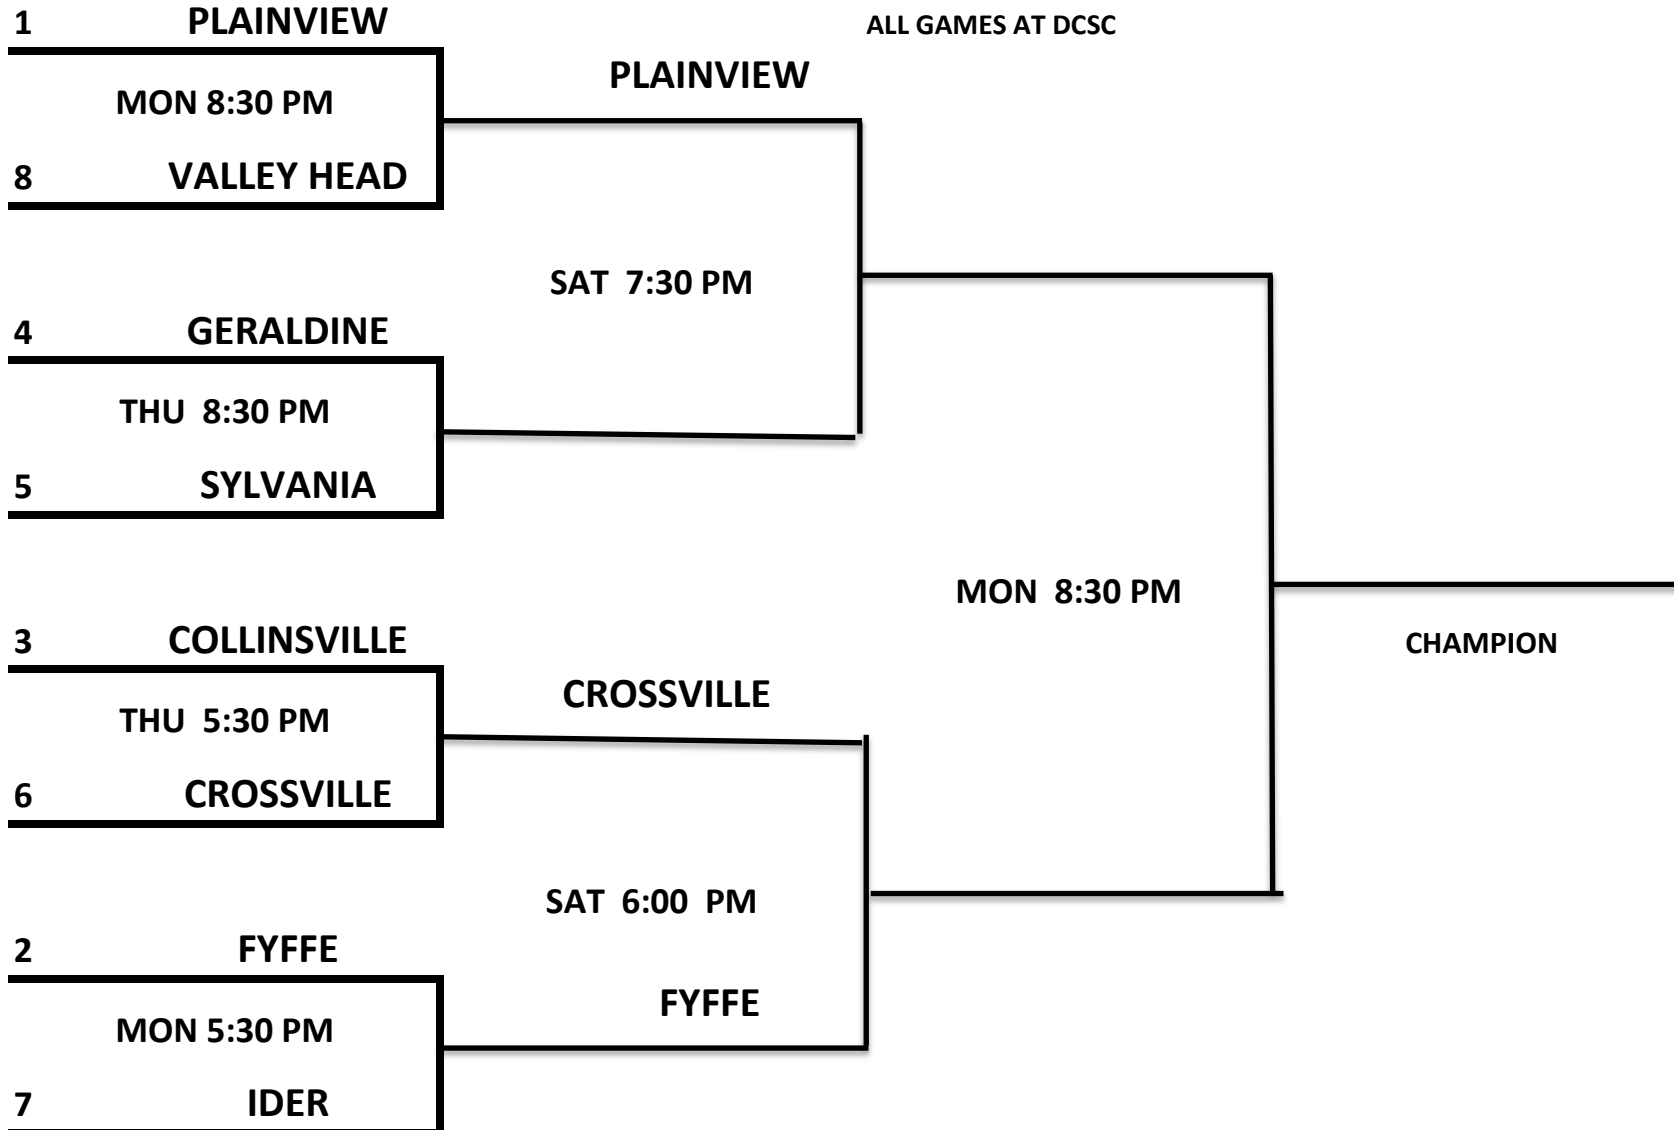 1 PLAINVIEW
ALL GAMES AT DCSC
PLAINVIEW
MON 8:30 PM
8 VALLEY HEAD
SAT 7:30 PM
4 GERALDINE
THU 8:30 PM
5 SYLVANIA
MON 8:30 PM
3 COLLINSVILLE
CHAMPION
CROSSVILLE
THU 5:30 PM
6 CROSSVILLE
SAT 6:00 PM
2 FYFFE
FYFFE
MON 5:30 PM
7 IDER